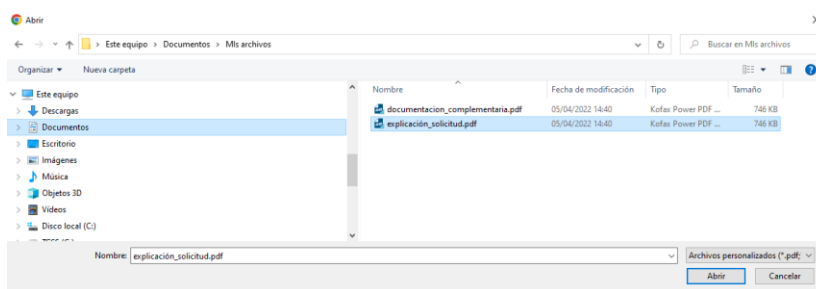 Abrir
Este equipo > Documentos > MIs archivos
Buscar en MIs archivos
Organizar
Nueva carpeta
Nombre
Fecha de modificación
Tipo
Tamaño
Este equipo
Descargas
Documentos
Escritorio
Imágenes
Música
Objetos 3D
Vídeos
Disco local (C:)
documentacion_complementaria.pdf 05/04/2022 14:40 Kofax Power PDF ... 746 KB
explicación_solicitud.pdf 05/04/2022 14:40 Kofax Power PDF ... 746 KB
Nombre: explicación_solicitud.pdf
Archivos personalizados (*.pdf;
Abrir
Cancelar